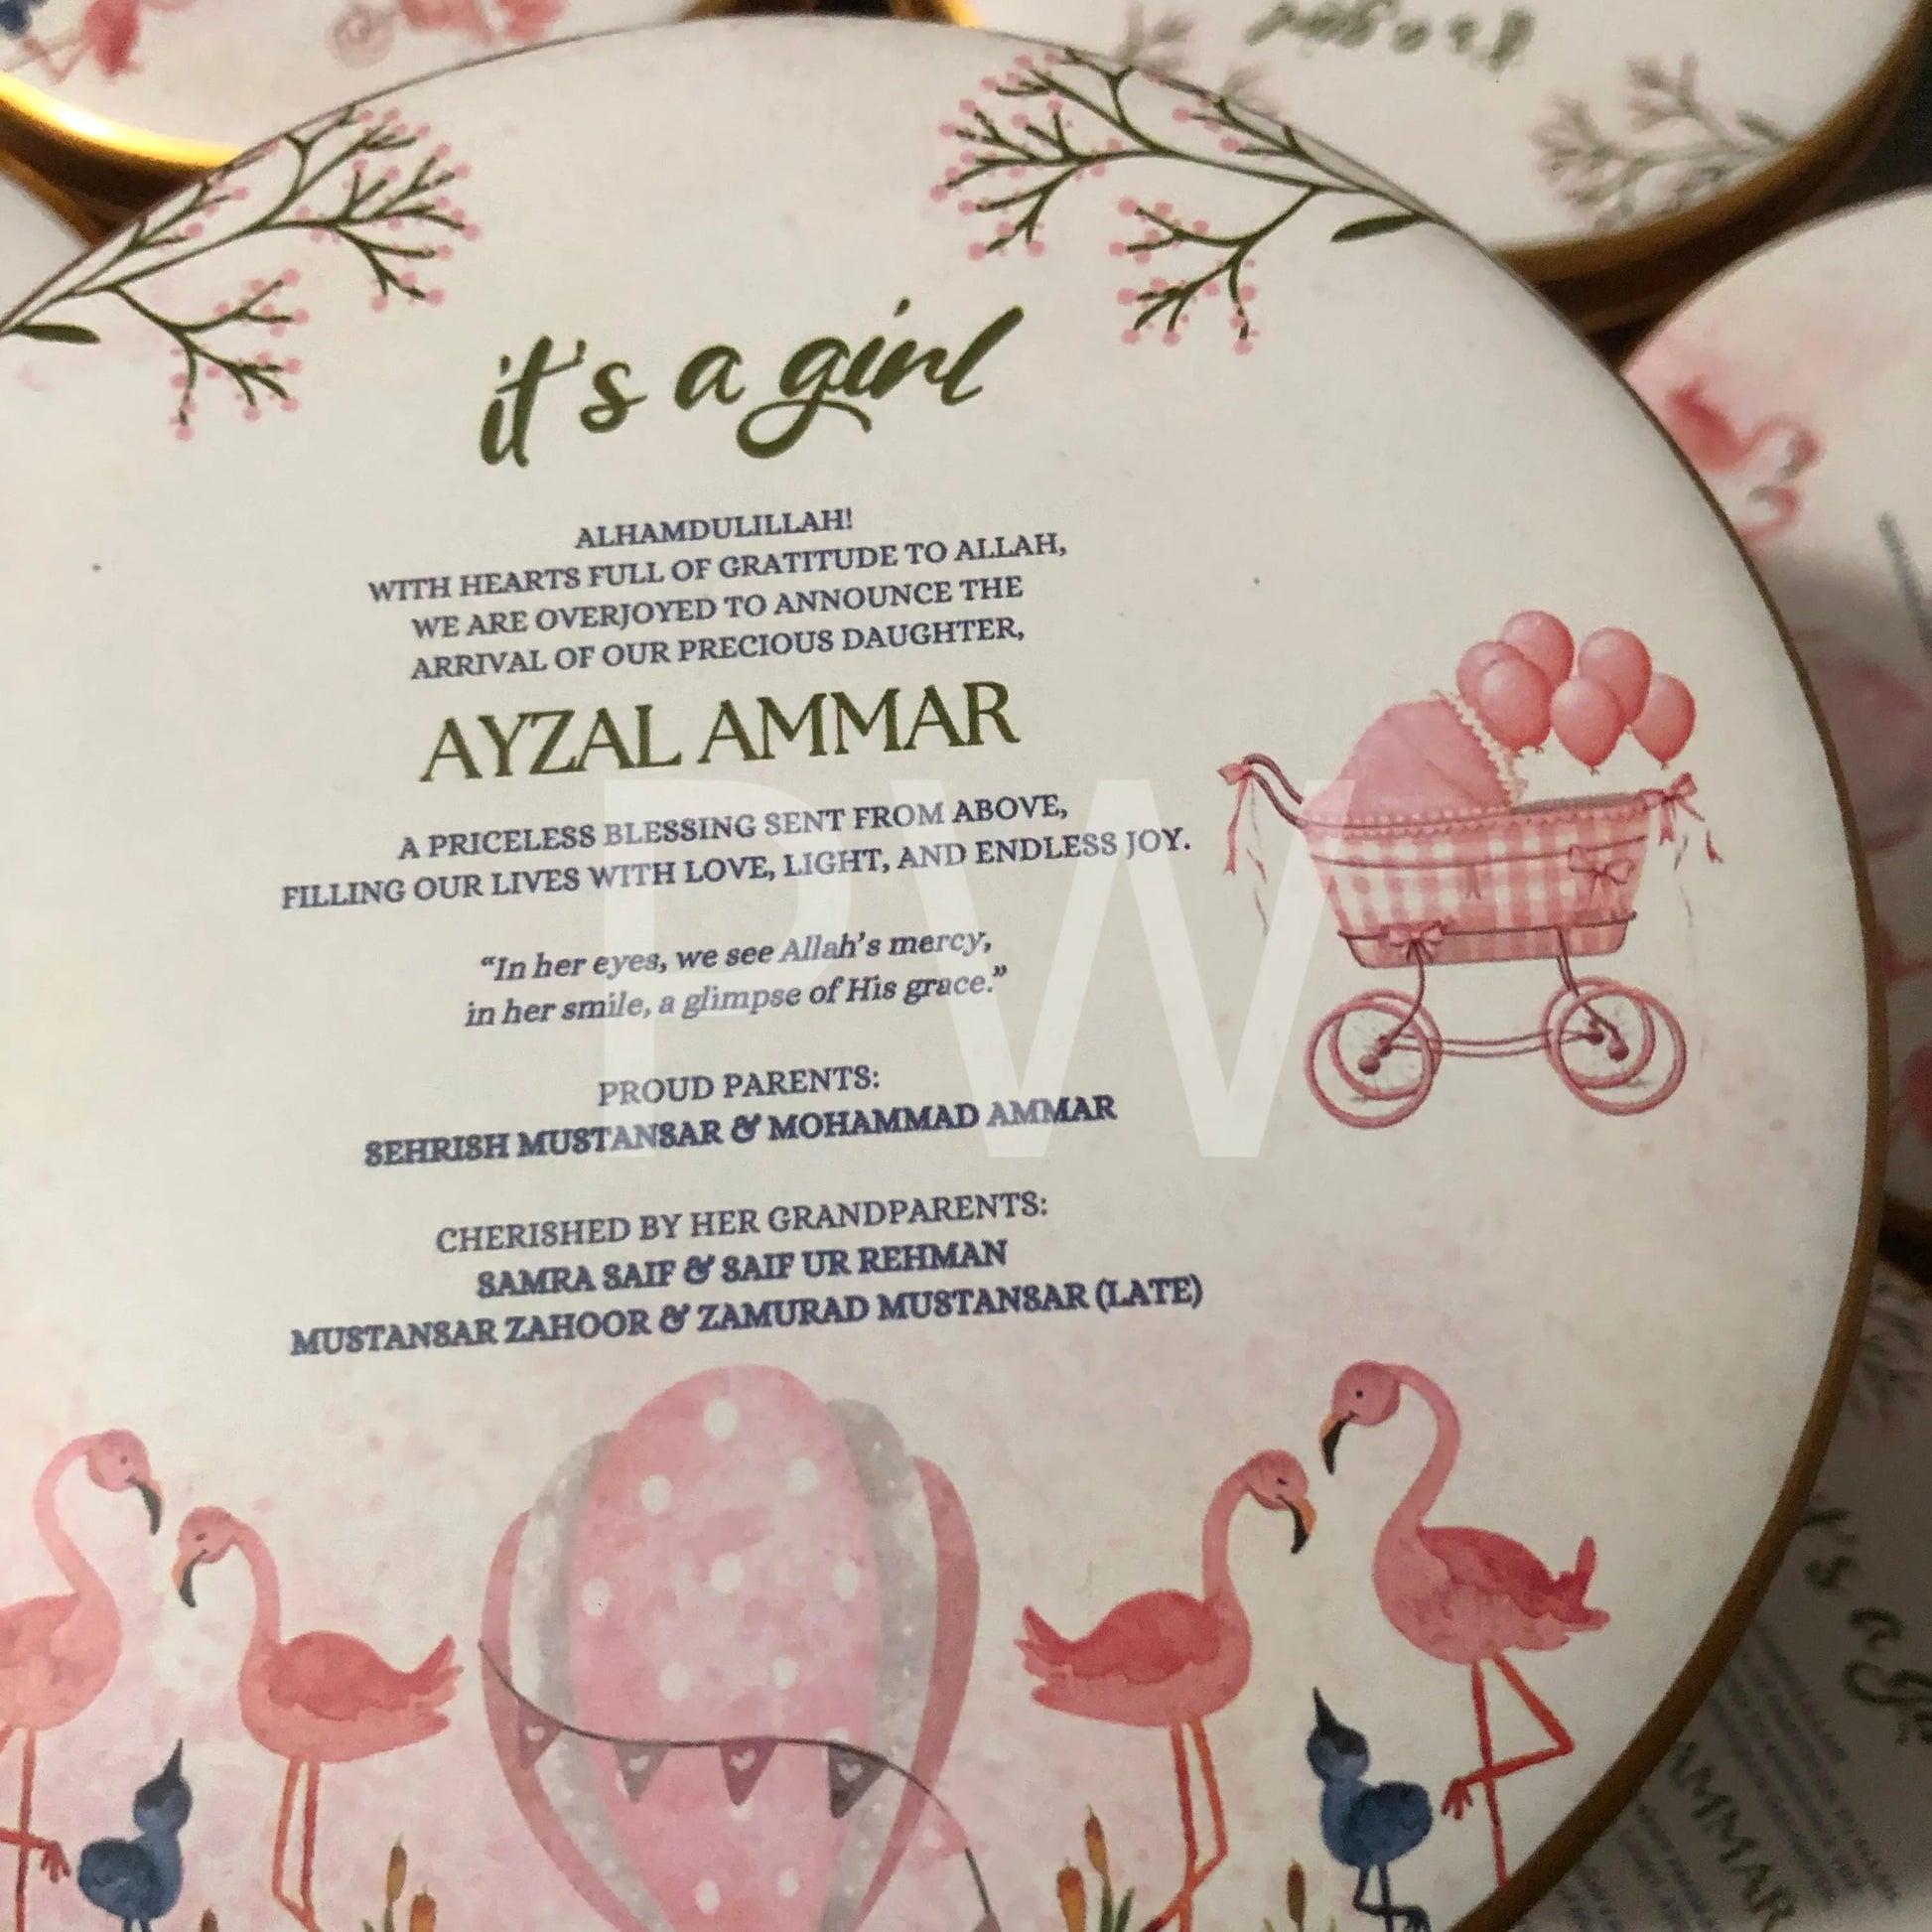 it's a girl
ALHAMDULILLAH!
WITH HEARTS FULL OF GRATITUDE TO ALLAH,
WE ARE OVERJOYED TO ANNOUNCE THE
ARRIVAL OF OUR PRECIOUS DAUGHTER,
AYZAL AMMAR
A PRICELESS BLESSING SENT FROM ABOVE,
FILLING OUR LIVES WITH LOVE, LIGHT, AND ENDLESS JOY.
“In her eyes, we see Allah’s mercy,
in her smile, a glimpse of His grace.”
PROUD PARENTS:
SEHRISH MUSTANSAR & MOHAMMAD AMMAR
CHERISHED BY HER GRANDPARENTS:
SAMRA SAIF & SAIF UR REHMAN
MUSTANSAR ZAHOOR & ZAMURAD MUSTANSAR (LATE)
PW
AMMAR